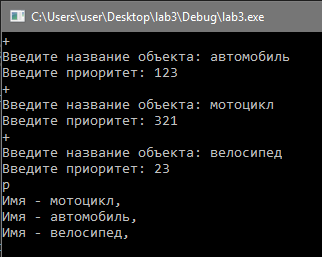 C:\Users\user\Desktop\lab3\Debug\lab3.exe
+
Введите название объекта: автомобиль
Введите приоритет: 123
+
Введите название объекта: мотоцикл
Введите приоритет: 321
+
Введите название объекта: велосипед
Введите приоритет: 23
p
Имя - мотоцикл,
Имя - автомобиль,
Имя - велосипед,